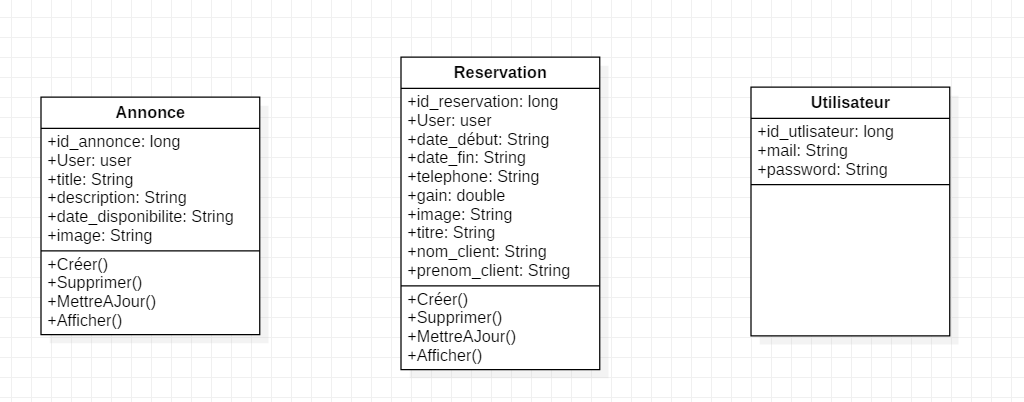 Annonce
+id_annonce: long
+User: user
+title: String
+description: String
+date_disponibilite: String
+image: String
+Créer()
+Supprimer()
+MettreAJour()
+Afficher()
Reservation
+id_reservation: long
+User: user
+date_début: String
+date_fin: String
+telephone: String
+gain: double
+image: String
+titre: String
+nom_client: String
+prenom_client: String
+Créer()
+Supprimer()
+MettreAJour()
+Afficher()
Utilisateur
+id_utlisateur: long
+mail: String
+password: String